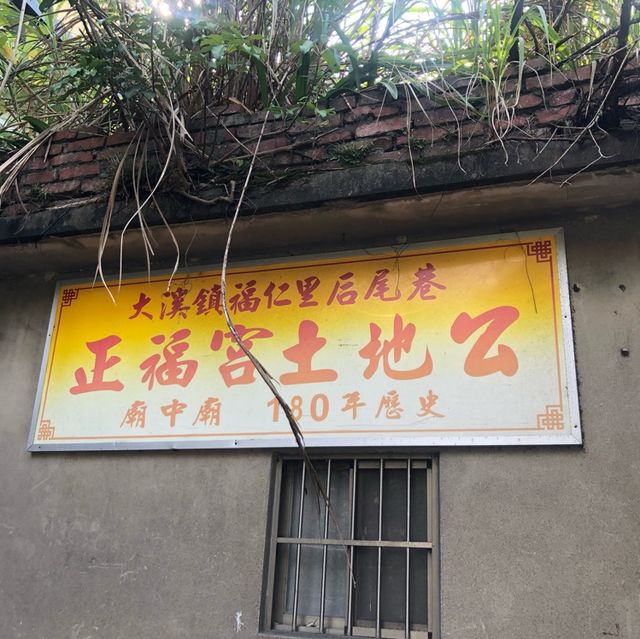 大溪鎮福仁里后尾巷
正福宮土地公
廟中廟 180年歷史